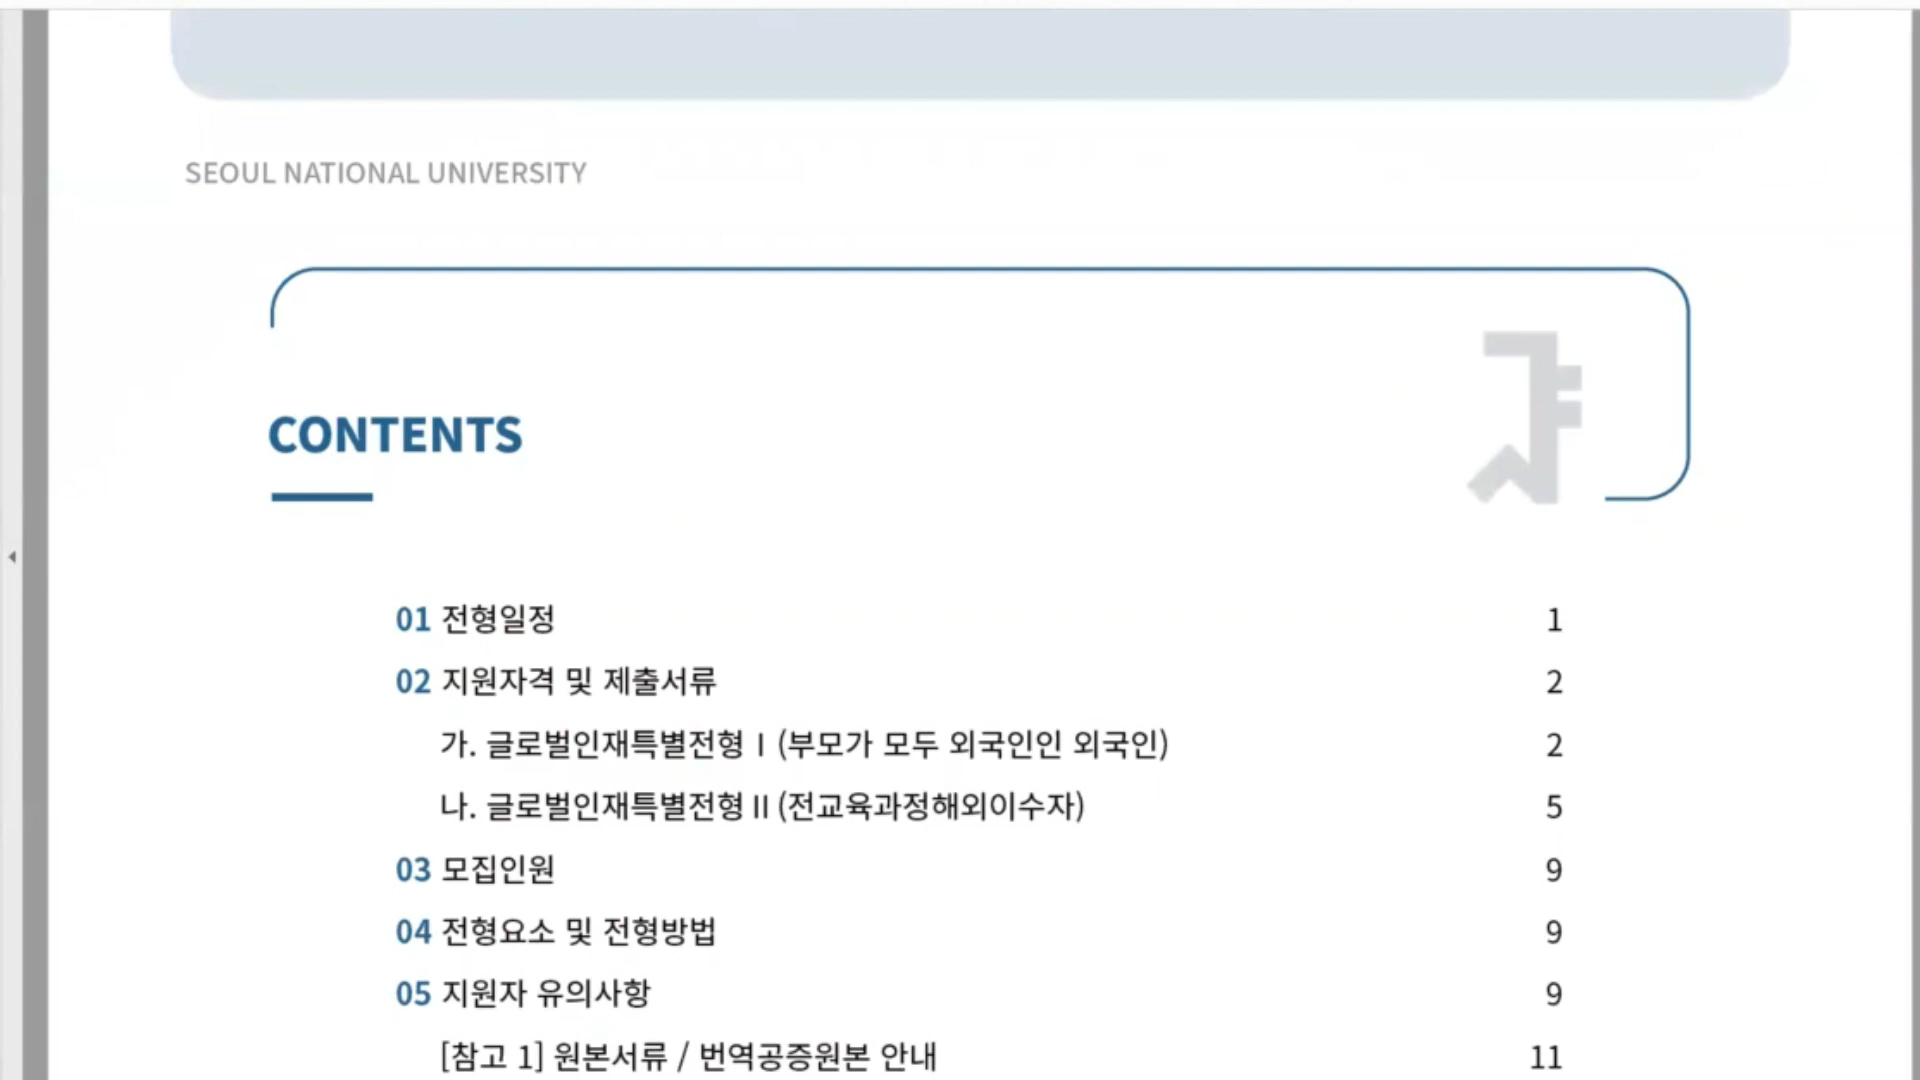 SEOUL NATIONAL UNIVERSITY
CONTENTS
01 전형일정 1
02 지원자격 및 제출서류 2
가. 글로벌인재특별전형 I (부모가 모두 외국인인 외국인) 2
나. 글로벌인재특별전형 II (전교육과정해외이수자) 5
03 모집인원 9
04 전형요소 및 전형방법 9
05 지원자 유의사항 9
[참고 1] 원본서류 / 번역공증원본 안내 11